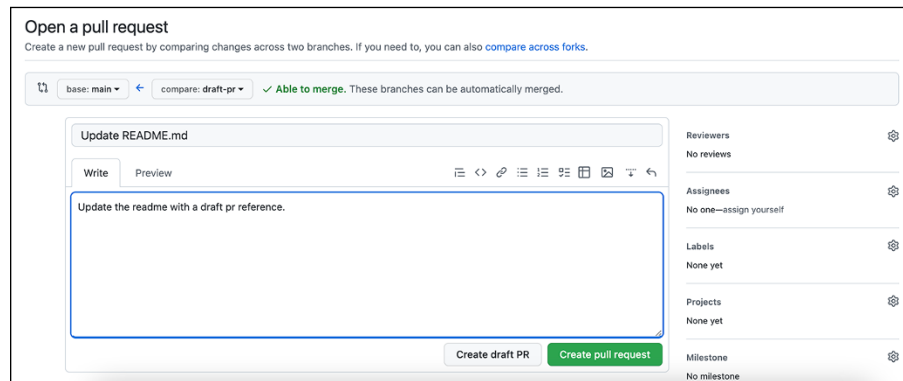 Open a pull request
Create a new pull request by comparing changes across two branches. If you need to, you can also compare across forks.
base: main
compare: draft-pr
Able to merge. These branches can be automatically merged.
Update README.md
Write
Preview
Update the readme with a draft pr reference.
Create draft PR
Create pull request
Reviewers
No reviews
Assignees
No one—assign yourself
Labels
None yet
Projects
None yet
Milestone
No milestone